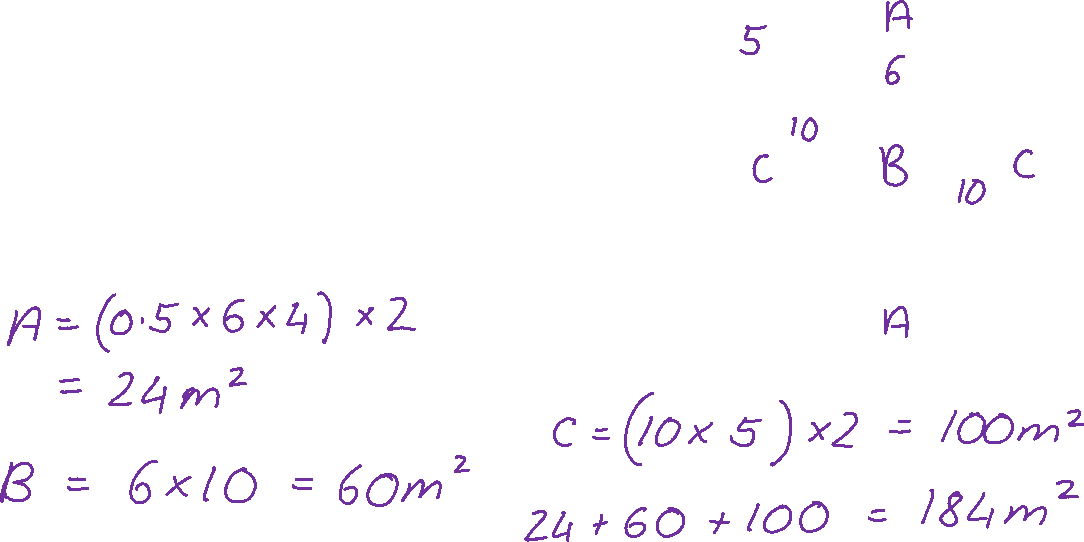 A
5
6
10
C B C
10
A = (0.5 × 6 × 4) × 2
= 24m²
A
C = (10 × 5) × 2 = 100m²
B = 6 × 10 = 60m²
24 + 60 + 100 = 184m²